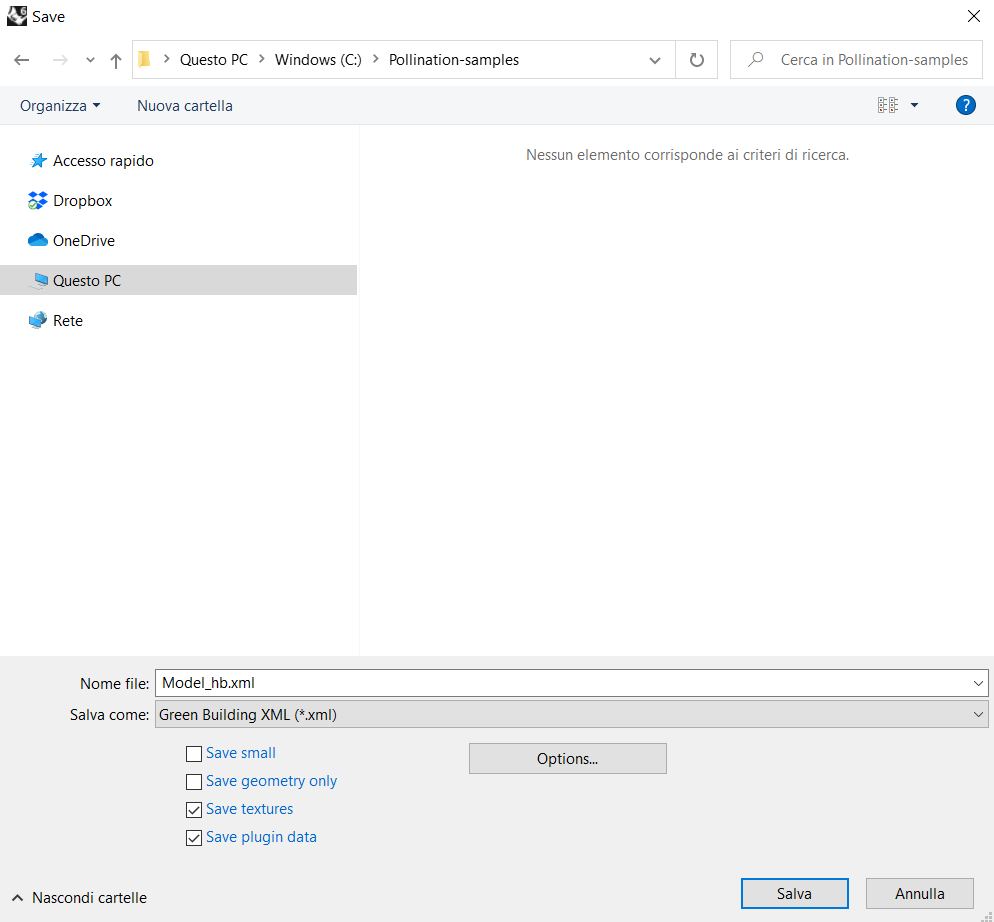 Save
Questo PC > Windows (C:) > Pollination-samples
Cerca in Pollination-samples
Organizza
Nuova cartella
?
Accesso rapido
Dropbox
OneDrive
Questo PC
Rete
Nessun elemento corrisponde ai criteri di ricerca.
Nome file: Model_hb.xml
Salva come: Green Building XML (*.xml)
Save small
Options...
Save geometry only
Save textures
Save plugin data
Nascondi cartelle
Salva
Annulla